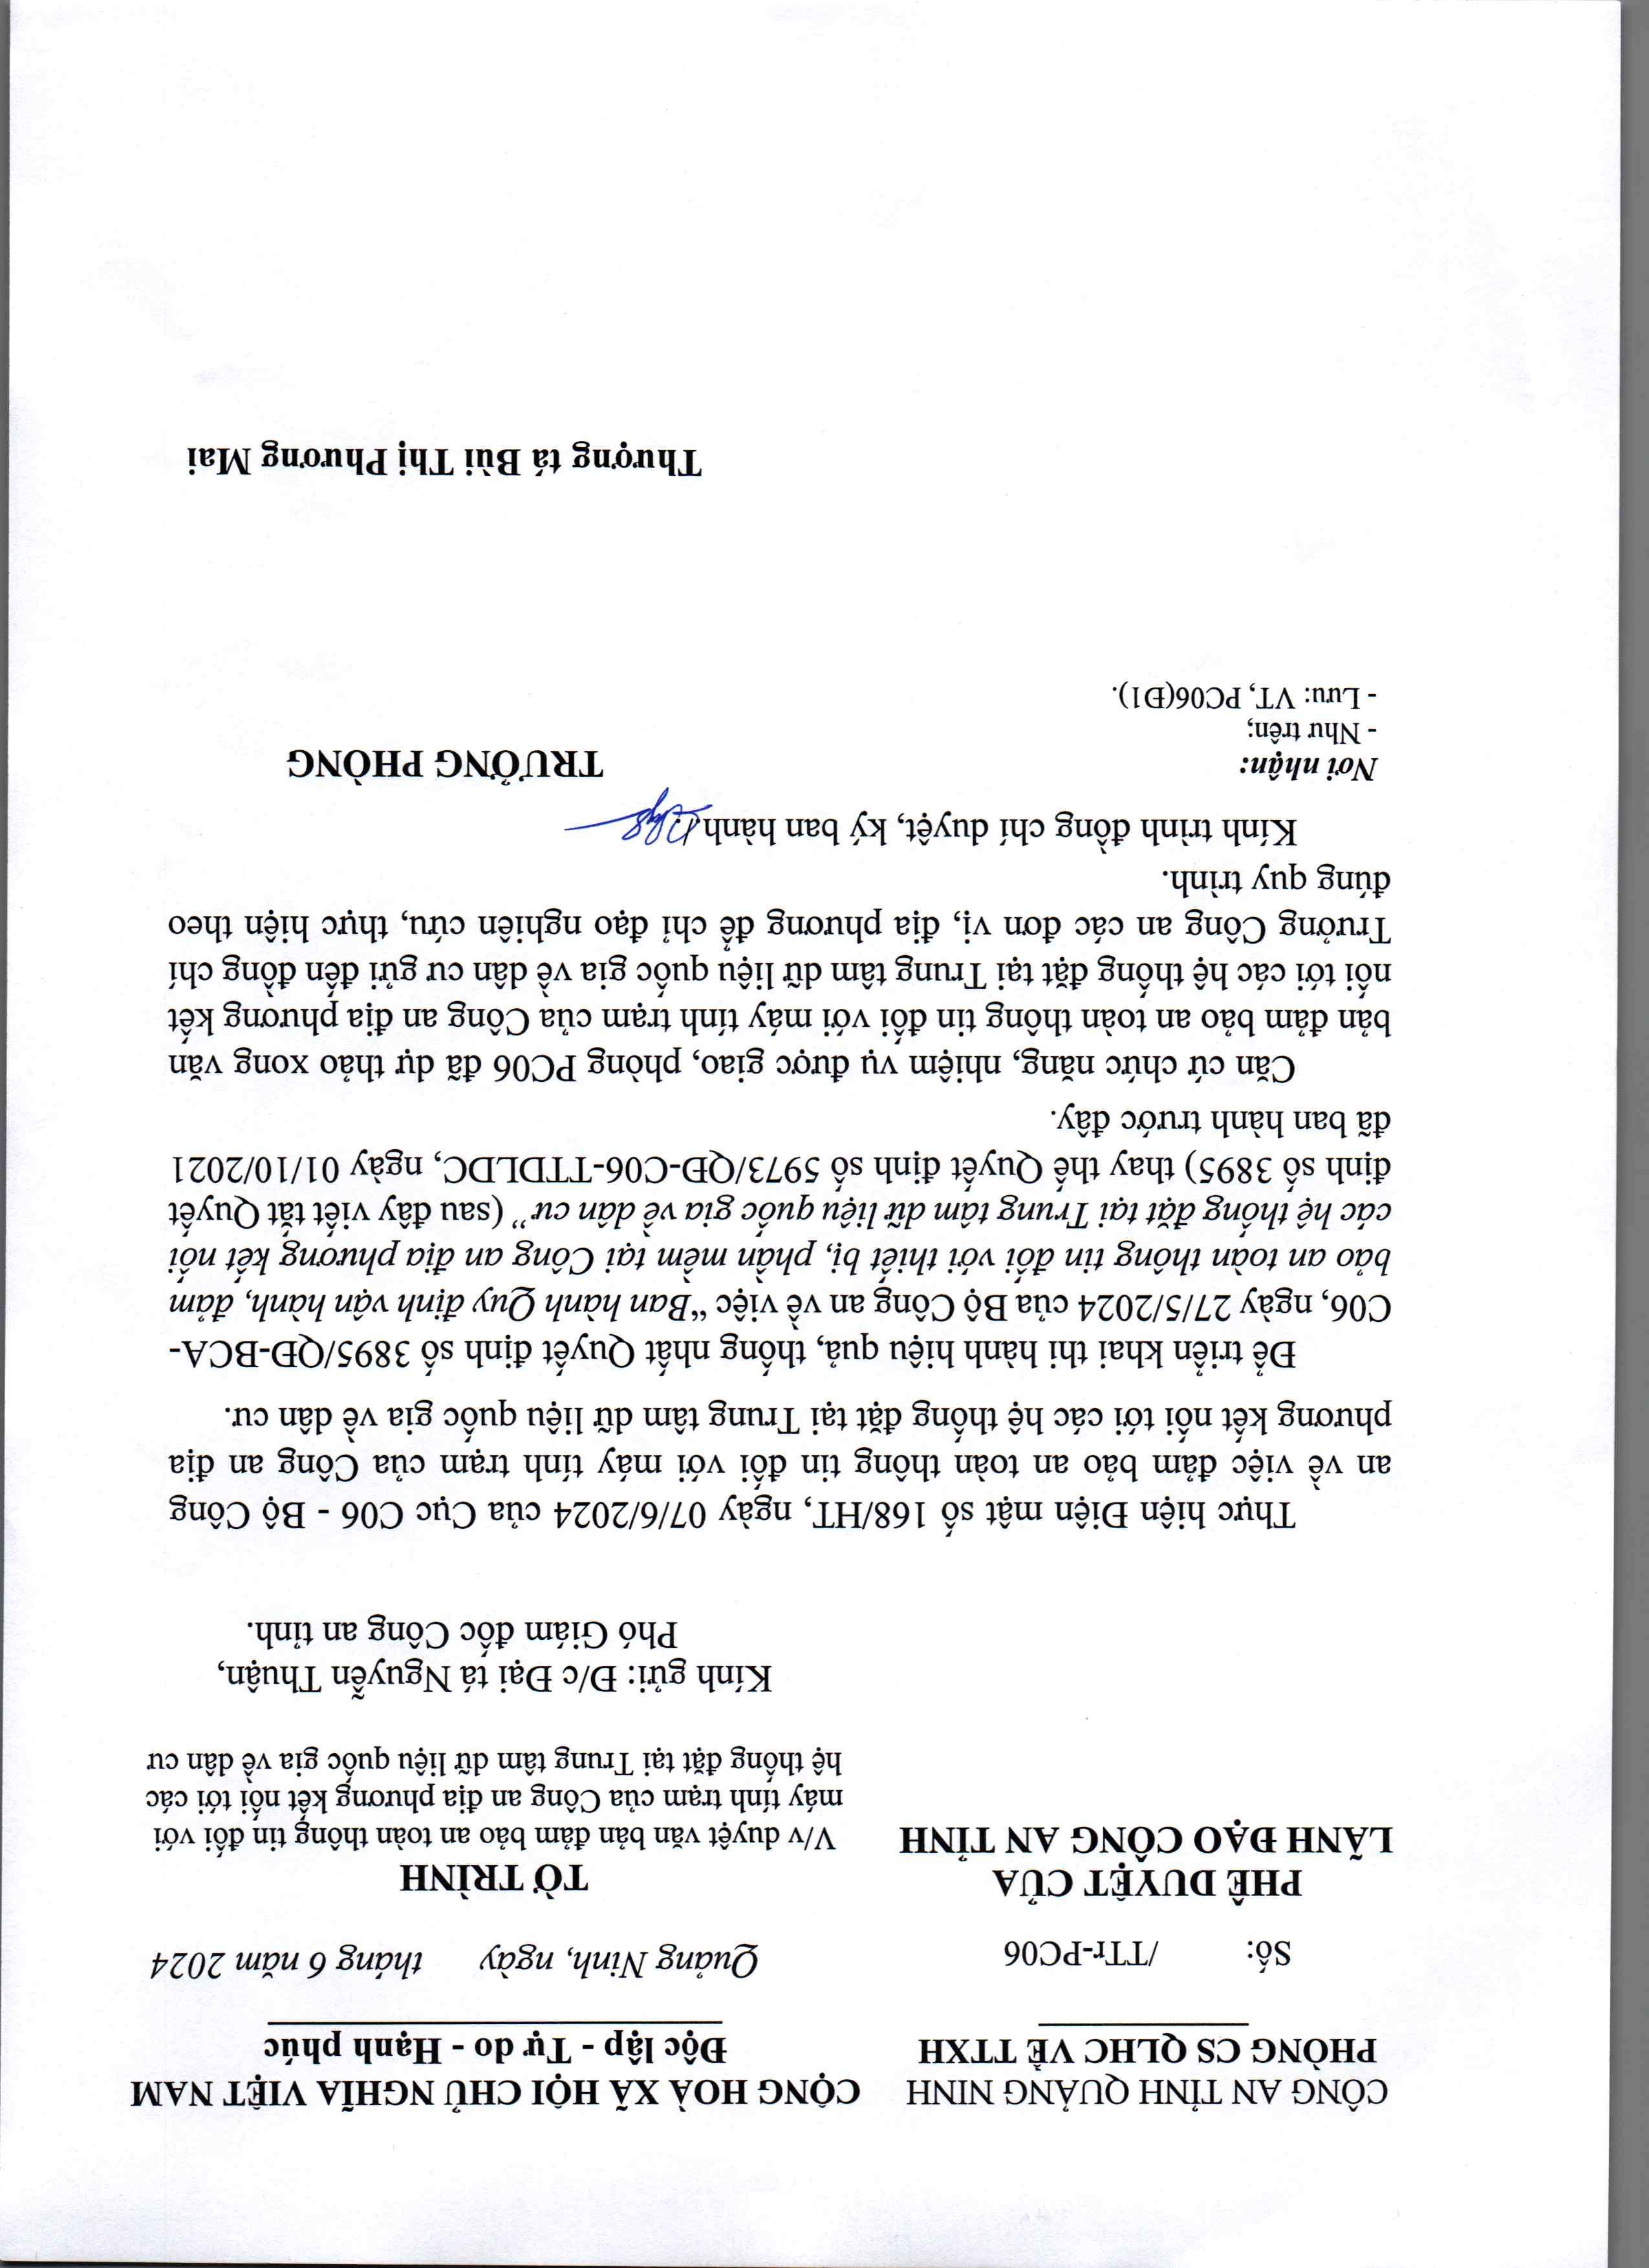 CÔNG AN TỈNH QUẢNG NINH
PHÒNG CS QLHC VỀ TTXH
CỘNG HOÀ XÃ HỘI CHỦ NGHĨA VIỆT NAM
Độc lập - Tự do - Hạnh phúc
Số: /TTr-PC06
Quảng Ninh, ngày tháng 6 năm 2024
PHÊ DUYỆT CỦA
LÃNH ĐẠO CÔNG AN TỈNH
TỜ TRÌNH
V/v duyệt văn bản đảm bảo an toàn thông tin đối với
máy tính trạm của Công an địa phương kết nối tới các
hệ thống đặt tại Trung tâm dữ liệu quốc gia về dân cư
Kính gửi: Đ/c Đại tá Nguyễn Thuận,
Phó Giám đốc Công an tỉnh.
Thực hiện Điện mật số 168/HT, ngày 07/6/2024 của Cục C06 - Bộ Công
an về việc đảm bảo an toàn thông tin đối với máy tính trạm của Công an địa
phương kết nối tới các hệ thống đặt tại Trung tâm dữ liệu quốc gia về dân cư.
Để triển khai thi hành hiệu quả, thống nhất Quyết định số 3895/QĐ-BCA-
C06, ngày 27/5/2024 của Bộ Công an về việc “Ban hành Quy định vận hành, đảm
bảo an toàn thông tin đối với thiết bị, phần mềm tại Công an địa phương kết nối
các hệ thống đặt tại Trung tâm dữ liệu quốc gia về dân cư” (sau đây viết tắt Quyết
định số 3895) thay thế Quyết định số 5973/QĐ-C06-TTDLDC, ngày 01/10/2021
đã ban hành trước đây.
Căn cứ chức năng, nhiệm vụ được giao, phòng PC06 đã dự thảo xong văn
bản đảm bảo an toàn thông tin đối với máy tính trạm của Công an địa phương kết
nối tới các hệ thống đặt tại Trung tâm dữ liệu quốc gia về dân cư gửi đến đồng chí
Trưởng Công an các đơn vị, địa phương để chỉ đạo nghiên cứu, thực hiện theo
đúng quy trình.
Kính trình đồng chí duyệt, ký ban hành./.
Nơi nhận:
- Như trên;
- Lưu: VT, PC06(Đ1).
TRƯỞNG PHÒNG
Thượng tá Bùi Thị Phương Mai